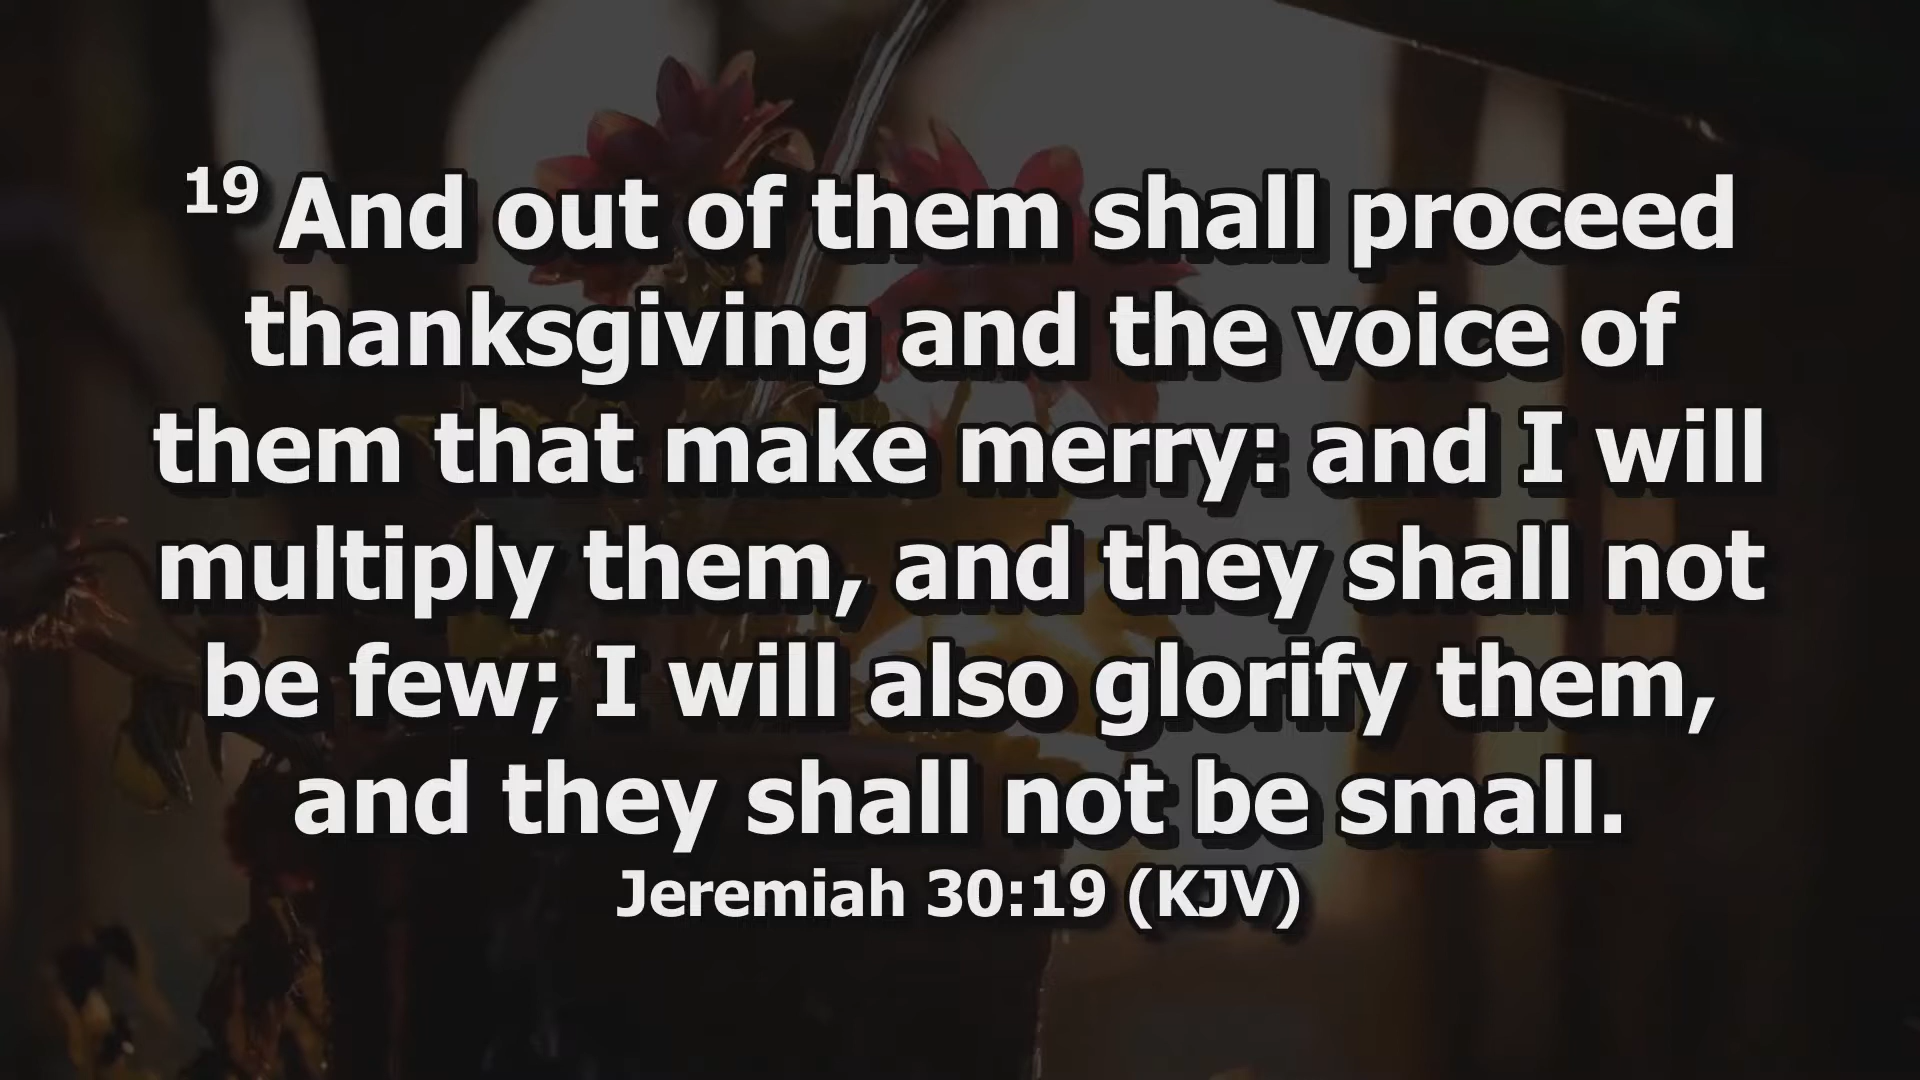 19 And out of them shall proceed
thanksgiving and the voice of
them that make merry: and I will
multiply them, and they shall not
be few; I will also glorify them,
and they shall not be small.
Jeremiah 30:19 (KJV)